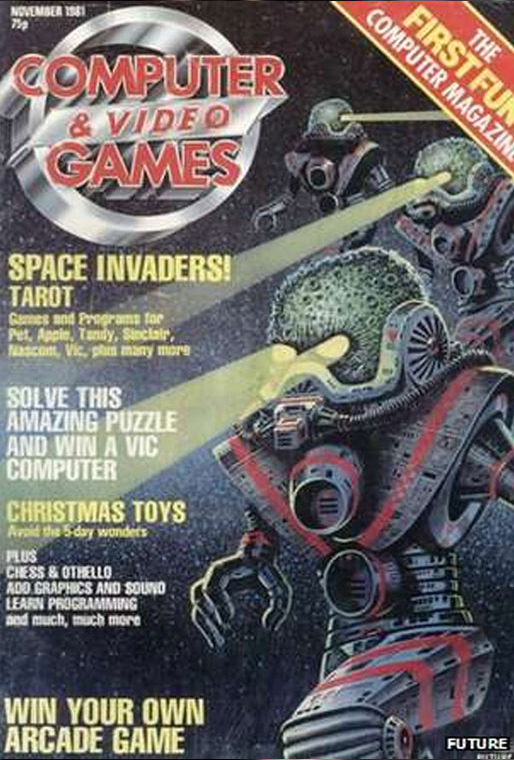 NOVEMBER 1981
75p
COMPUTER
& VIDEO
GAMES
THE
FIRST FUN
COMPUTER MAGAZINE
SPACE INVADERS!
TAROT
Games and Programs for
Pet, Apple, Tandy, Sinclair,
Nascom, Vic, plus many more
SOLVE THIS
AMAZING PUZZLE
AND WIN A VIC
COMPUTER
CHRISTMAS TOYS
Avoid the 5-day wonders
PLUS
CHESS & OTHELLO
ADD GRAPHICS AND SOUND
LEARN PROGRAMMING
and much, much more
WIN YOUR OWN
ARCADE GAME
FUTURE